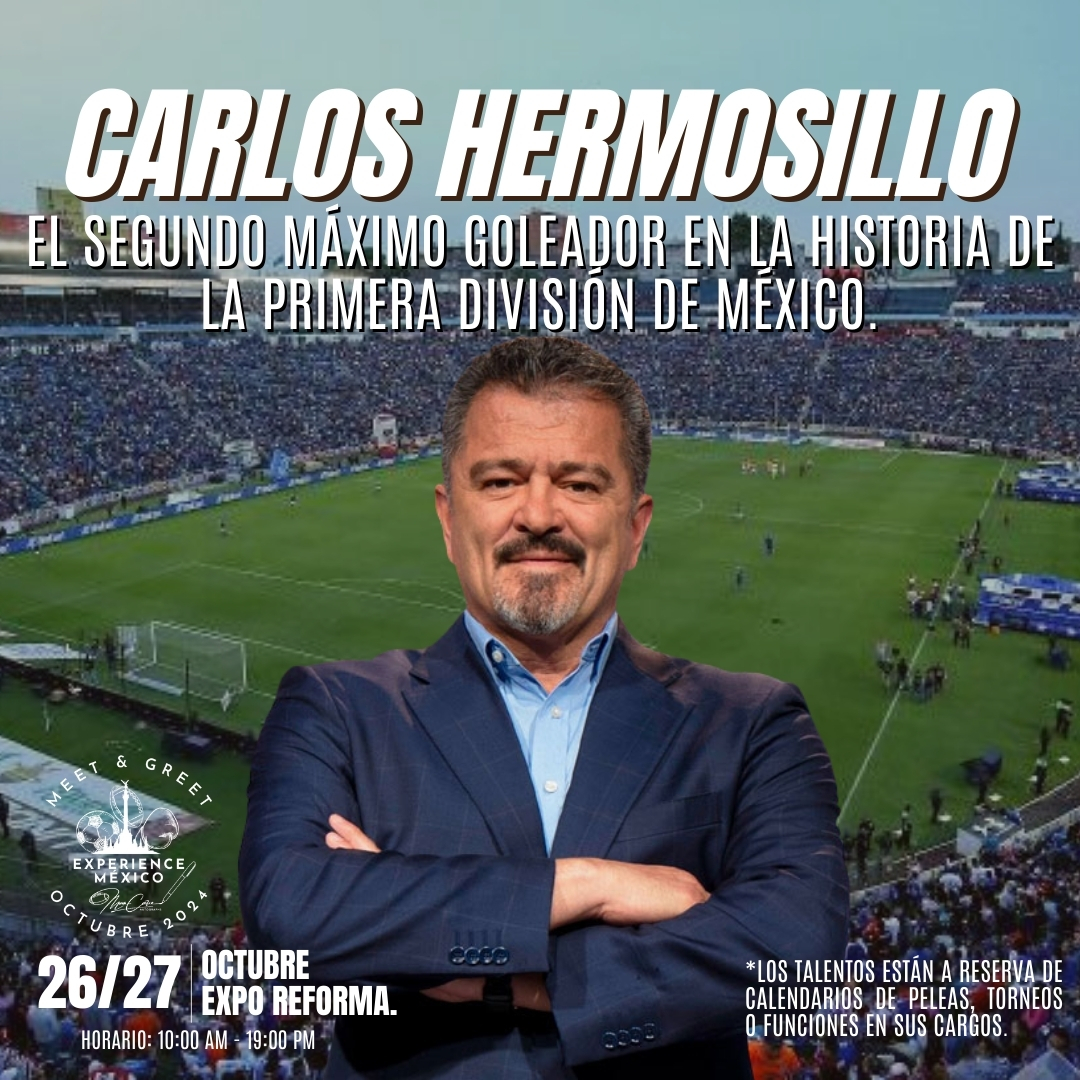 CARLOS HERMOSILLO
EL SEGUNDO MÁXIMO GOLEADOR EN LA HISTORIA DE
LA PRIMERA DIVISIÓN DE MÉXICO.
MEET & GREET
EXPERIENCE
MÉXICO
OCTUBRE 2024
26/27
OCTUBRE
EXPO REFORMA.
HORARIO: 10:00 AM - 19:00 PM
*LOS TALENTOS ESTÁN A RESERVA DE
CALENDARIOS DE PELEAS, TORNEOS
O FUNCIONES EN SUS CARGOS.